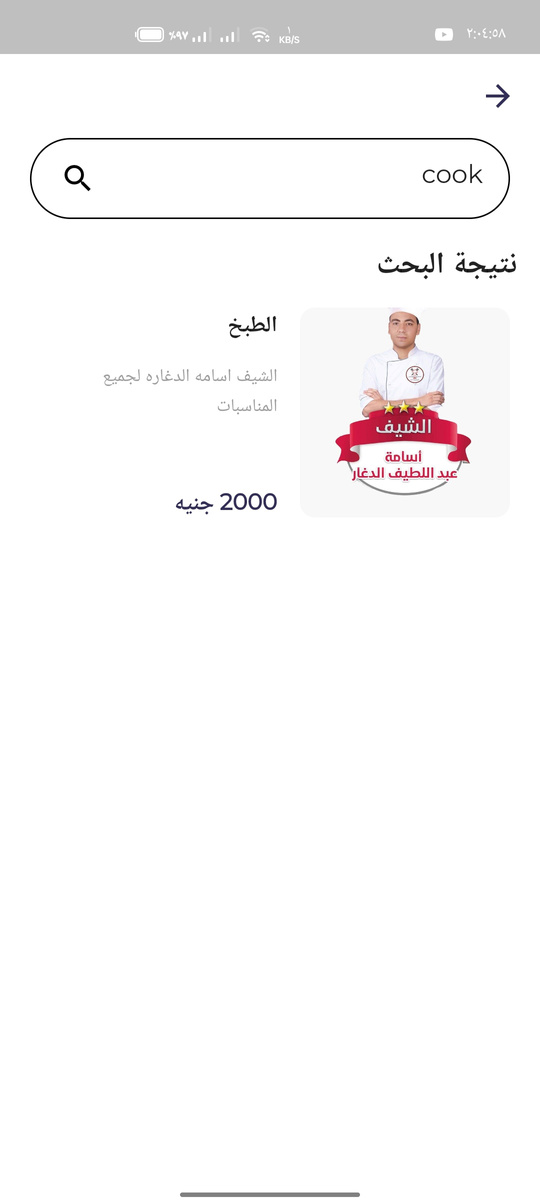 ٢:٠٤:٥٨
١
KB/S
٪٩٧
cook
نتيجة البحث
الطبخ
الشيف اسامه الدغاره لجميع
المناسبات
2000 جنيه
الشيف
أسامة
عبد اللطيف الدغار